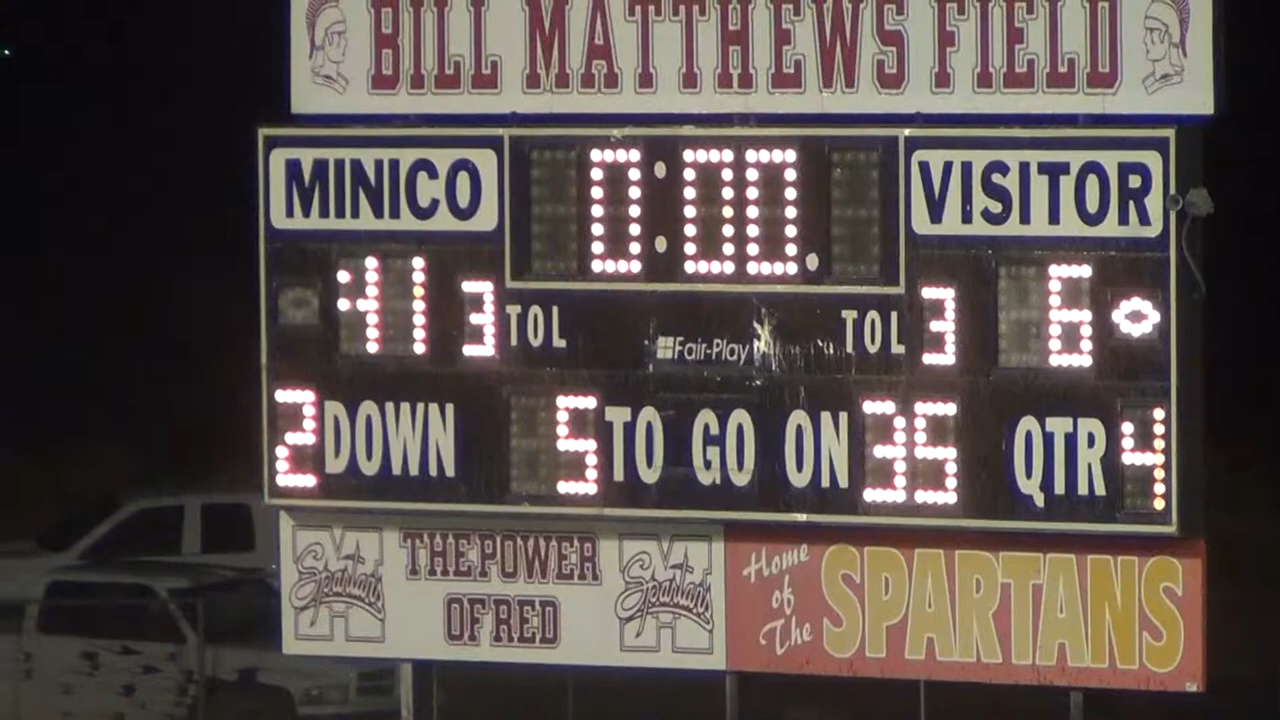 BILL MATTHEWS FIELD
MINICO 0:00. VISITOR
41 3 TOL TOL 3 6
Fair-Play
2 DOWN 5 TO GO ON 35 QTR 4
Spartans THE POWER OF RED Spartans
Home of The SPARTANS